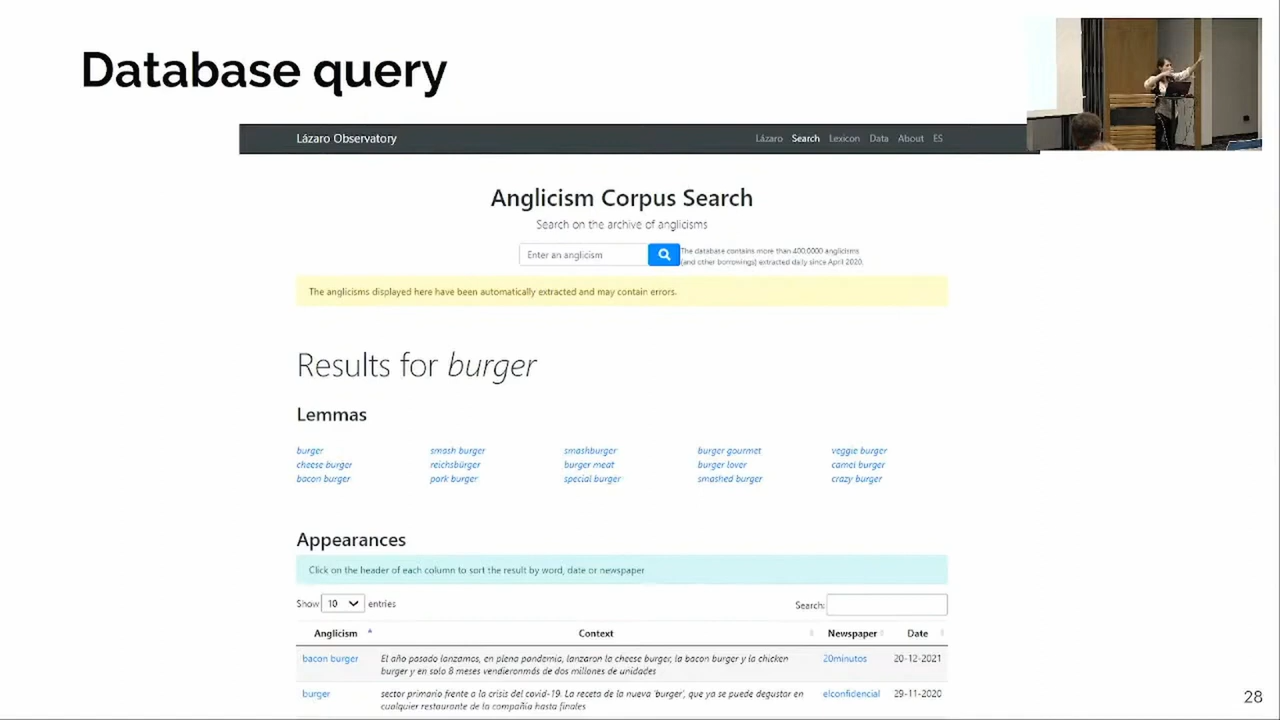 Database query
Lázaro Observatory
Lázaro Search Lexicon Data About ES
Anglicism Corpus Search
Search on the archive of anglicisms
Enter an anglicism
The database contains more than 400,0000 anglicisms
(and other borrowings) extracted daily since April 2020.
The anglicisms displayed here have been automatically extracted and may contain errors.
Results for burger
Lemmas
burger smash burger smashburger burger gourmet veggie burger
cheese burger reichsbürger burger meat burger lover camel burger
bacon burger pork burger special burger smashed burger crazy burger
Appearances
Click on the header of each column to sort the result by word, date or newspaper
Show 10 entries Search:
Anglicism Context Newspaper Date
bacon burger El año pasado lanzamos, en plena pandemia, lanzaron la cheese burger, la bacon burger y la chicken 20minutos 20-12-2021
burger y en solo 8 meses vendieronmás de dos millones de unidades
burger sector primario frente a la crisis del covid-19. La receta de la nueva 'burger', que ya se puede degustar en elconfidencial 29-11-2020
cualquier restaurante de la compañía hasta finales
28